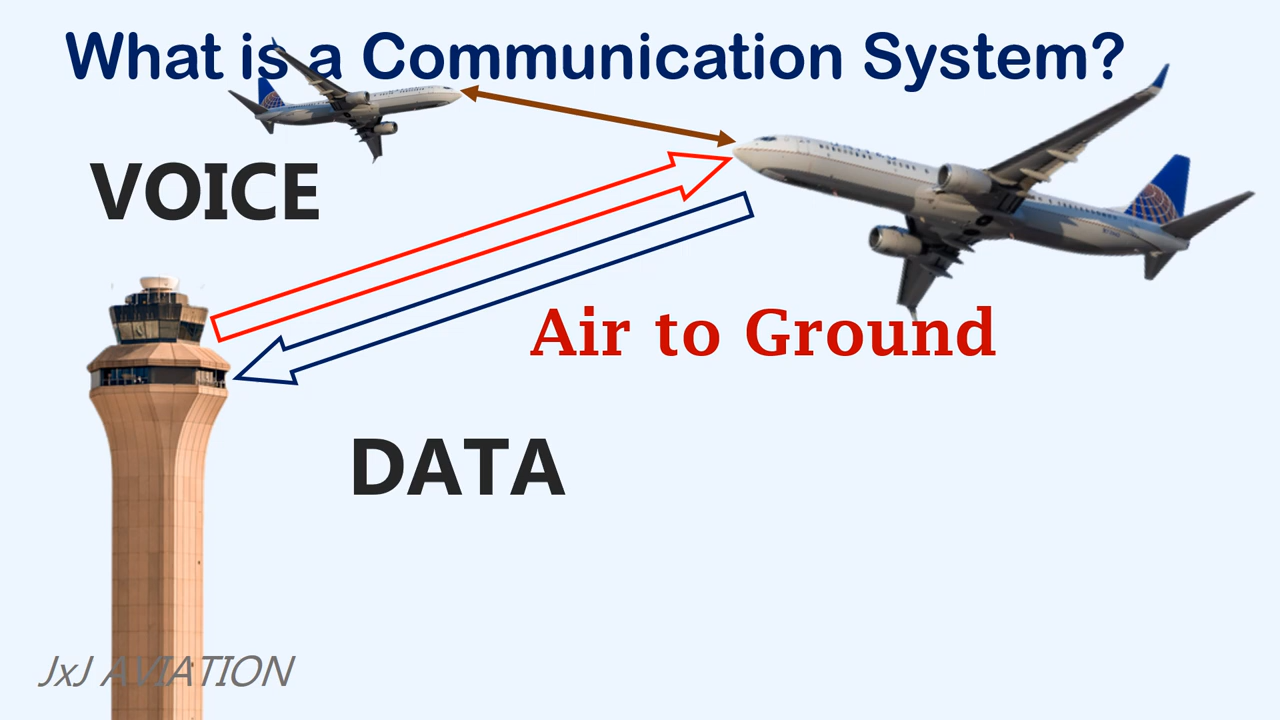 What is a Communication System?
VOICE
Air to Ground
DATA
JxJ AVIATION